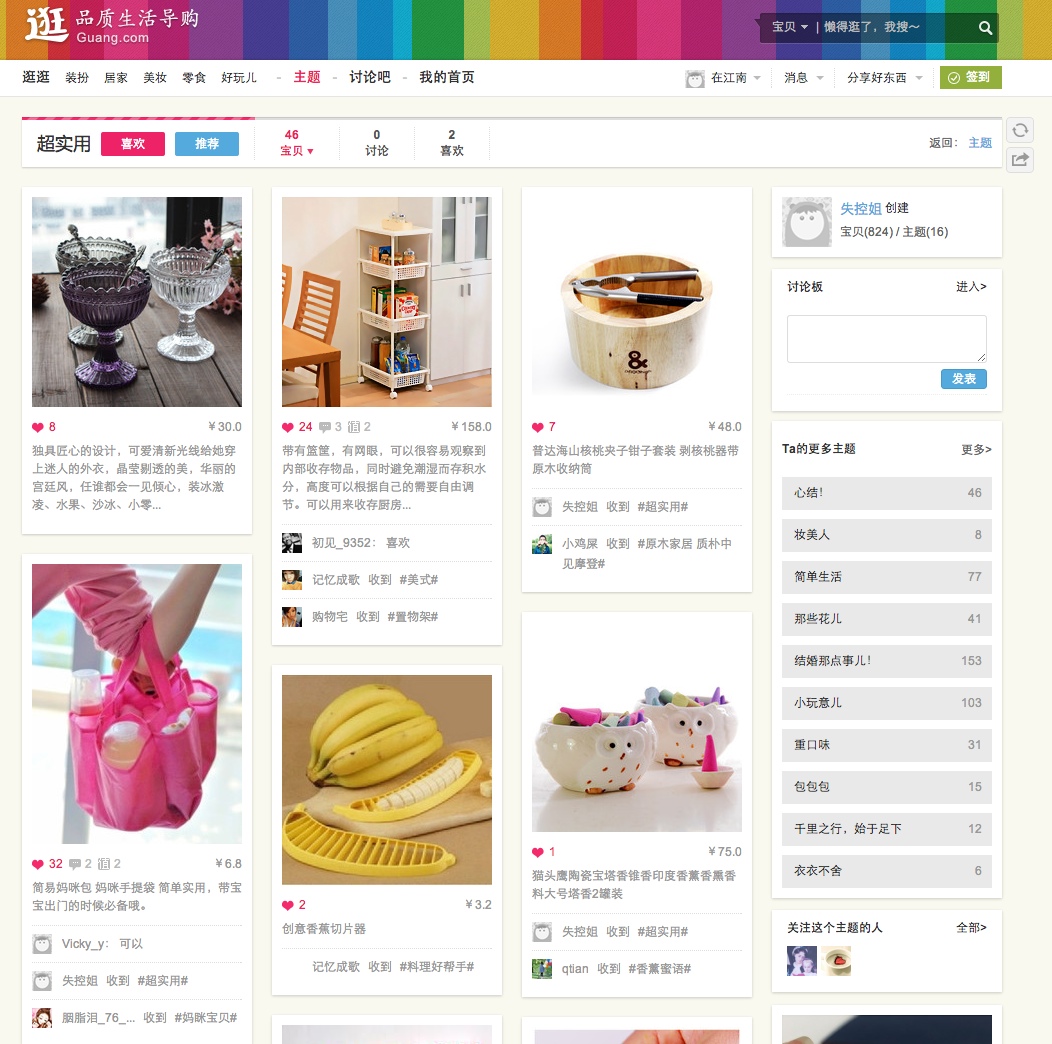 逛 品质生活导购
Guang.com
宝贝 懒得逛了，我搜～
逛逛 装扮 居家 美妆 零食 好玩儿 - 主题 - 讨论吧 - 我的首页
在江南 消息 分享好东西 签到
超实用 喜欢 推荐
46 宝贝
0 讨论
2 喜欢
返回： 主题
8 ￥30.0
独具匠心的设计，可爱清新光线给她穿
上迷人的外衣，晶莹剔透的美，华丽的
宫廷风，任谁都会一见倾心，装冰激
凌、水果、沙冰、小零...
32 2 2 ￥6.8
简易妈咪包 妈咪手提袋 简单实用，带宝
宝出门的时候必备哦。
Vicky_y： 可以
失控姐 收到 #超实用#
胭脂泪_76_... 收到 #妈咪宝贝#
24 3 2 ￥158.0
带有篮筐，有网眼，可以很容易观察到
内部收存物品，同时避免潮湿而存积水
分，高度可以根据自己的需要自由调
节。可以用来收存厨房...
初见_9352： 喜欢
记忆成歌 收到 #美式#
购物宅 收到 #置物架#
2 ￥3.2
创意香蕉切片器
记忆成歌 收到 #料理好帮手#
&
7 ￥48.0
普达海山核桃夹子钳子套装 剥核桃器带
原木收纳筒
失控姐 收到 #超实用#
小鸡屎 收到 #原木家居 质朴中
见摩登#
1 ￥75.0
猫头鹰陶瓷宝塔香锥香印度香薰香熏香
料大号塔香2罐装
失控姐 收到 #超实用#
qtian 收到 #香薰蜜语#
失控姐 创建
宝贝(824) / 主题(16)
讨论板 进入>
发表
Ta的更多主题 更多>
心结！ 46
妆美人 8
简单生活 77
那些花儿 41
结婚那点事儿！ 153
小玩意儿 103
重口味 31
包包包 15
千里之行，始于足下 12
衣衣不舍 6
关注这个主题的人 全部>